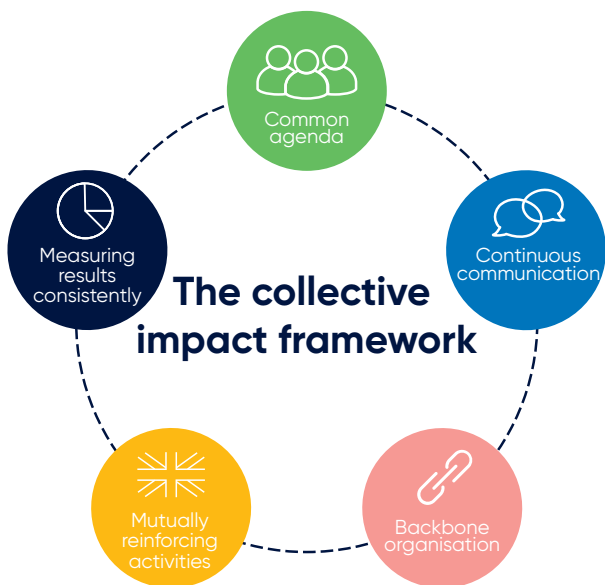 Common
agenda
Continuous
communication
Measuring
results
consistently
The collective
impact framework
Mutually
reinforcing
activities
Backbone
organisation